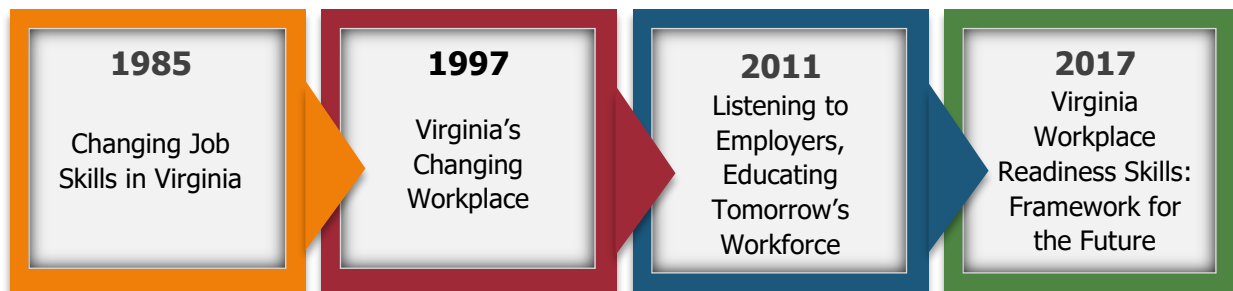 1985
Changing Job
Skills in Virginia
1997
Virginia’s
Changing
Workplace
2011
Listening to
Employers,
Educating
Tomorrow’s
Workforce
2017
Virginia
Workplace
Readiness Skills:
Framework for
the Future